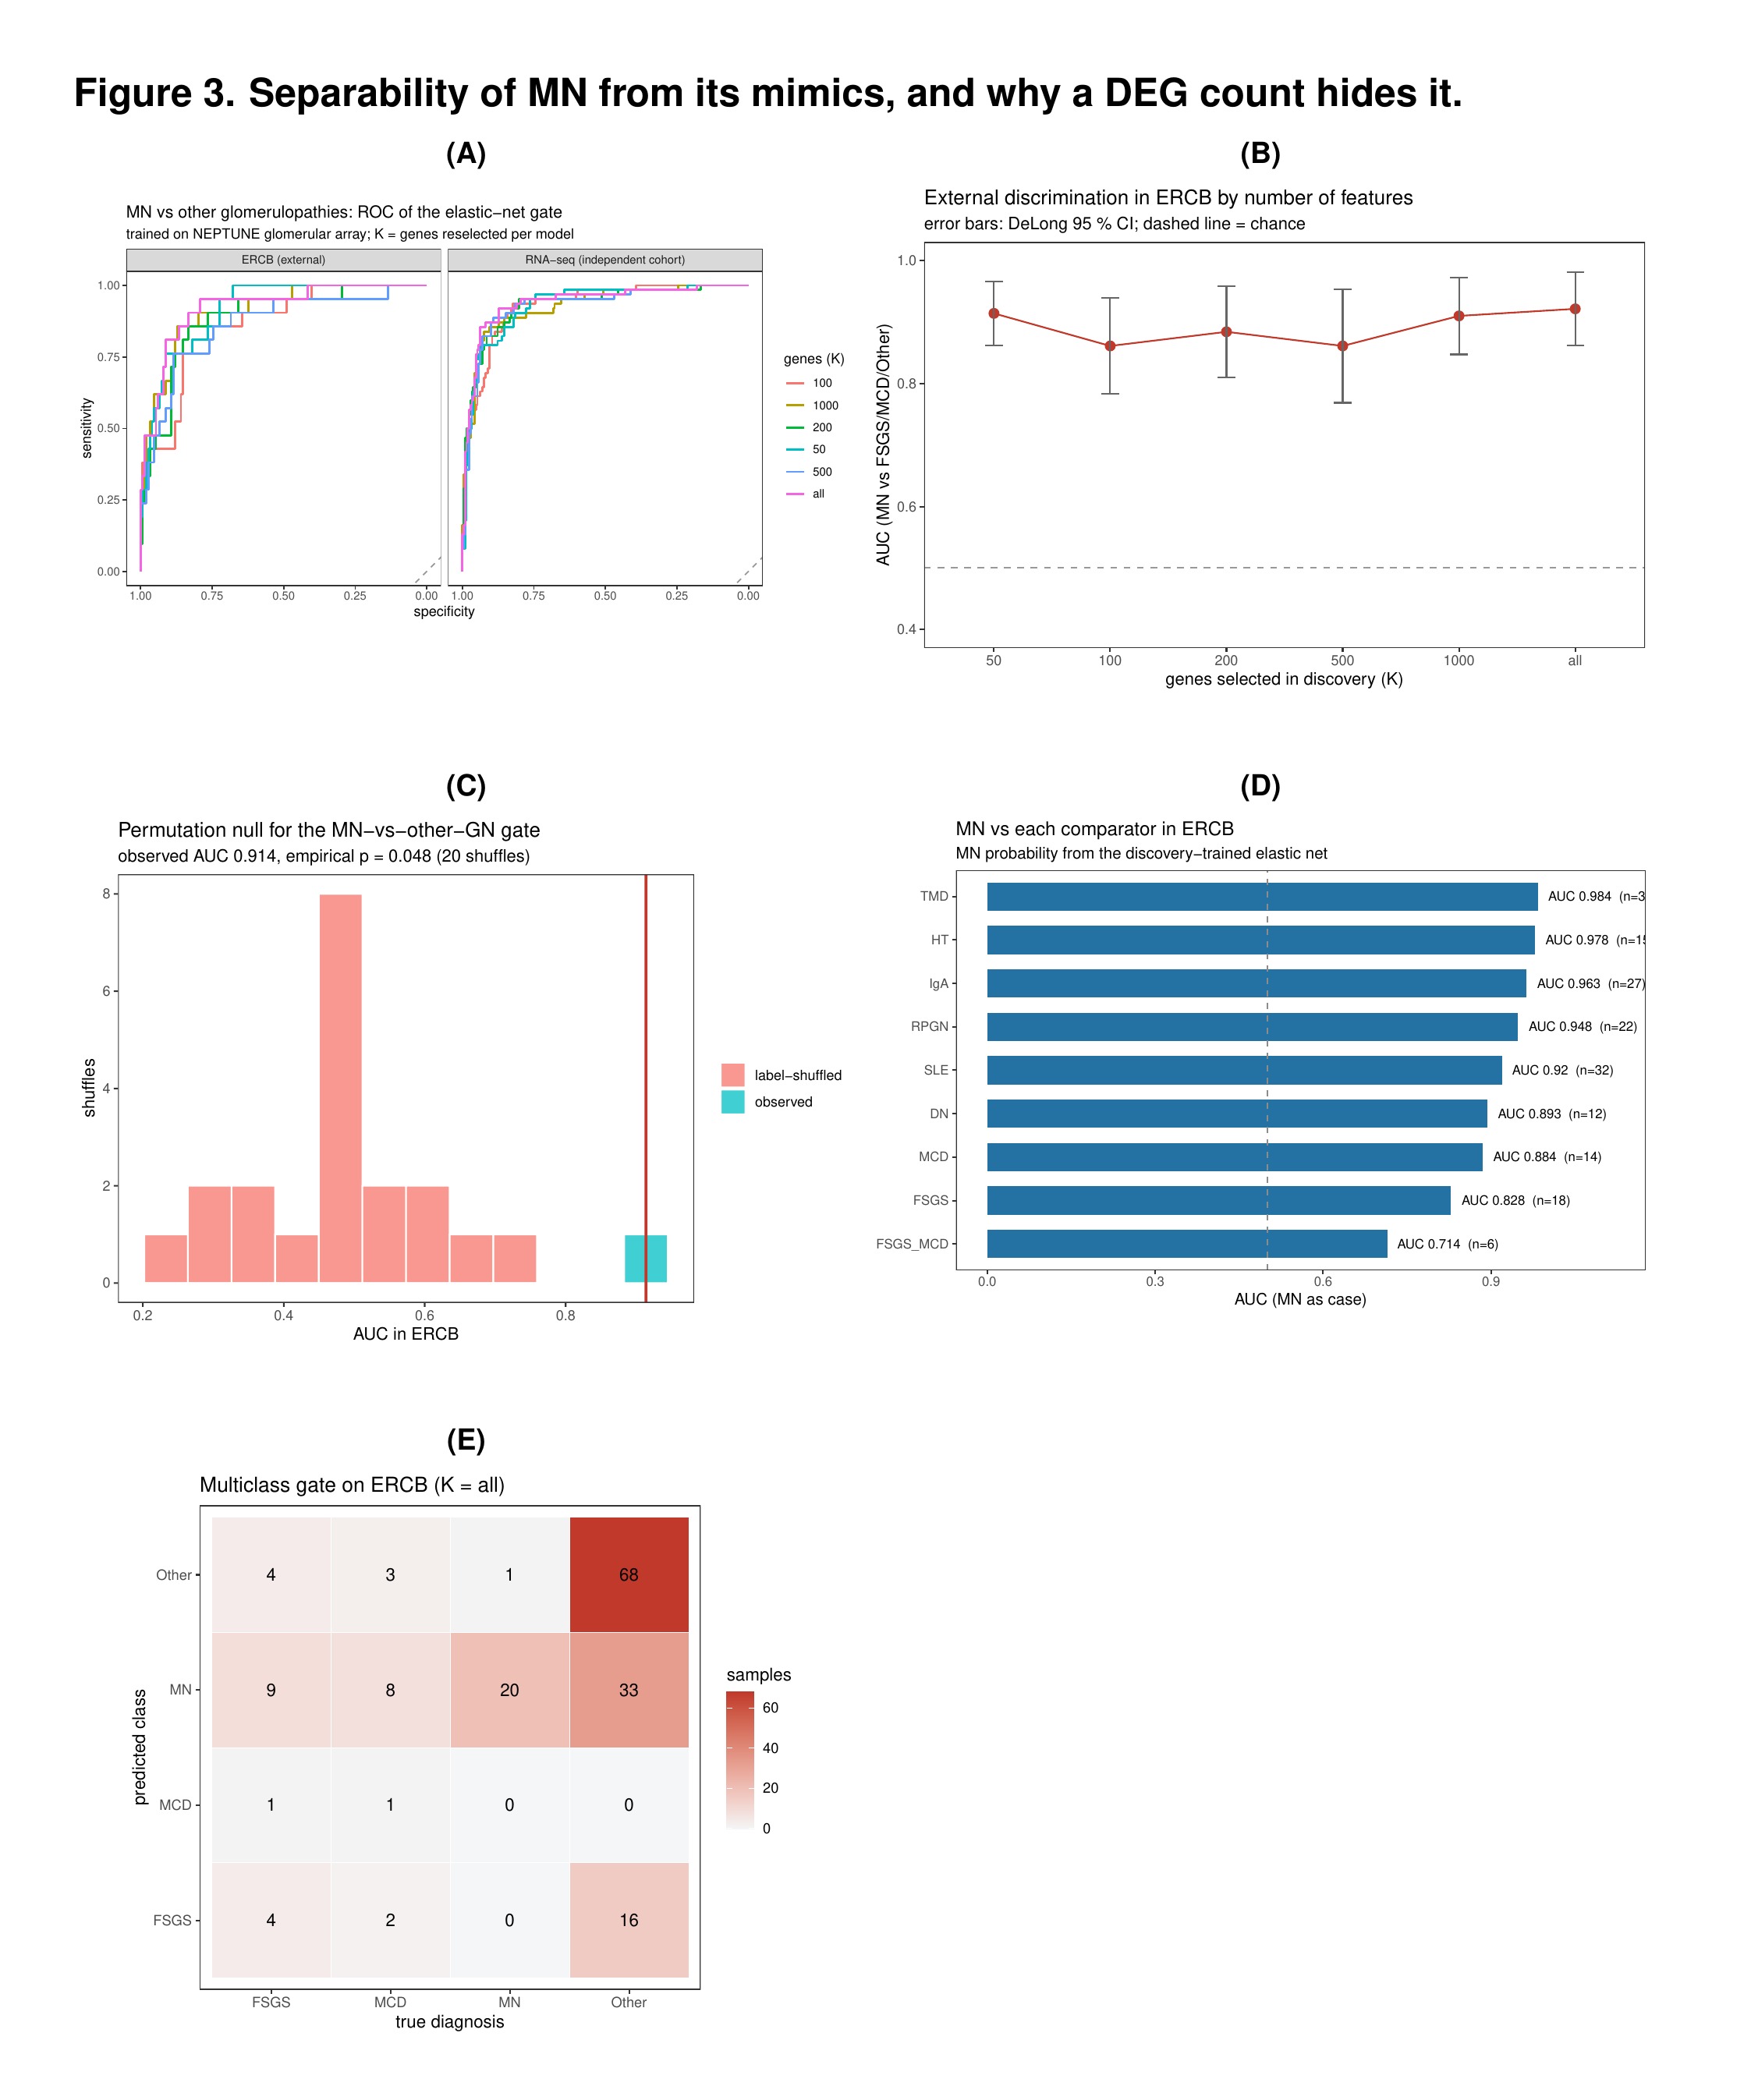 Figure 3. Separability of MN from its mimics, and why a DEG count hides it.
(A)
MN vs other glomerulopathies: ROC of the elastic−net gate
trained on NEPTUNE glomerular array; K = genes reselected per model
ERCB (external)
RNA−seq (independent cohort)
1.00
0.75
0.50
0.25
0.00
sensitivity
1.00 0.75 0.50 0.25 0.00
1.00 0.75 0.50 0.25 0.00
specificity
genes (K)
100
1000
200
50
500
all
(B)
External discrimination in ERCB by number of features
error bars: DeLong 95 % CI; dashed line = chance
AUC (MN vs FSGS/MCD/Other)
1.0
0.8
0.6
0.4
50 100 200 500 1000 all
genes selected in discovery (K)
(C)
Permutation null for the MN−vs−other−GN gate
observed AUC 0.914, empirical p = 0.048 (20 shuffles)
shuffles
8
6
4
2
0
0.2 0.4 0.6 0.8
AUC in ERCB
label−shuffled
observed
(D)
MN vs each comparator in ERCB
MN probability from the discovery−trained elastic net
TMD AUC 0.984 (n=3
HT AUC 0.978 (n=15
IgA AUC 0.963 (n=27)
RPGN AUC 0.948 (n=22)
SLE AUC 0.92 (n=32)
DN AUC 0.893 (n=12)
MCD AUC 0.884 (n=14)
FSGS AUC 0.828 (n=18)
FSGS_MCD AUC 0.714 (n=6)
0.0 0.3 0.6 0.9
AUC (MN as case)
(E)
Multiclass gate on ERCB (K = all)
predicted class
Other 4 3 1 68
MN 9 8 20 33
MCD 1 1 0 0
FSGS 4 2 0 16
FSGS MCD MN Other
true diagnosis
samples
60
40
20
0